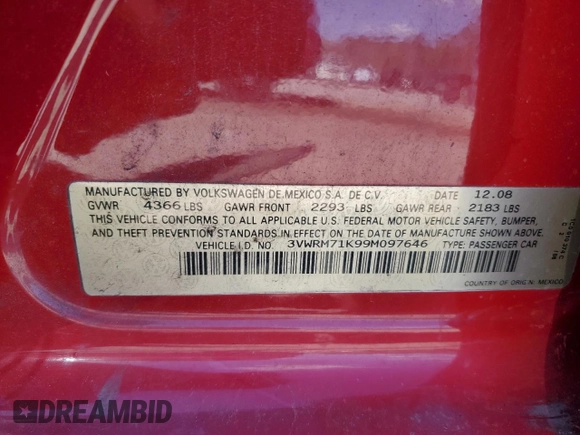 MANUFACTURED BY VOLKSWAGEN DE MEXICO S.A. DE C.V. DATE 12.08
GVWR 4366 LBS GAWR FRONT 2293 LBS GAWR REAR 2183 LBS
THIS VEHICLE CONFORMS TO ALL APPLICABLE U.S. FEDERAL MOTOR VEHICLE SAFETY, BUMPER,
AND THEFT PREVENTION STANDARDS IN EFFECT ON THE DATE OF MANUFACTURE SHOWN ABOVE.
VEHICLE I.D. NO. 3VWRM71K99M097646 TYPE: PASSENGER CAR
COUNTRY OF ORIGIN: MEXICO
DREAMBID